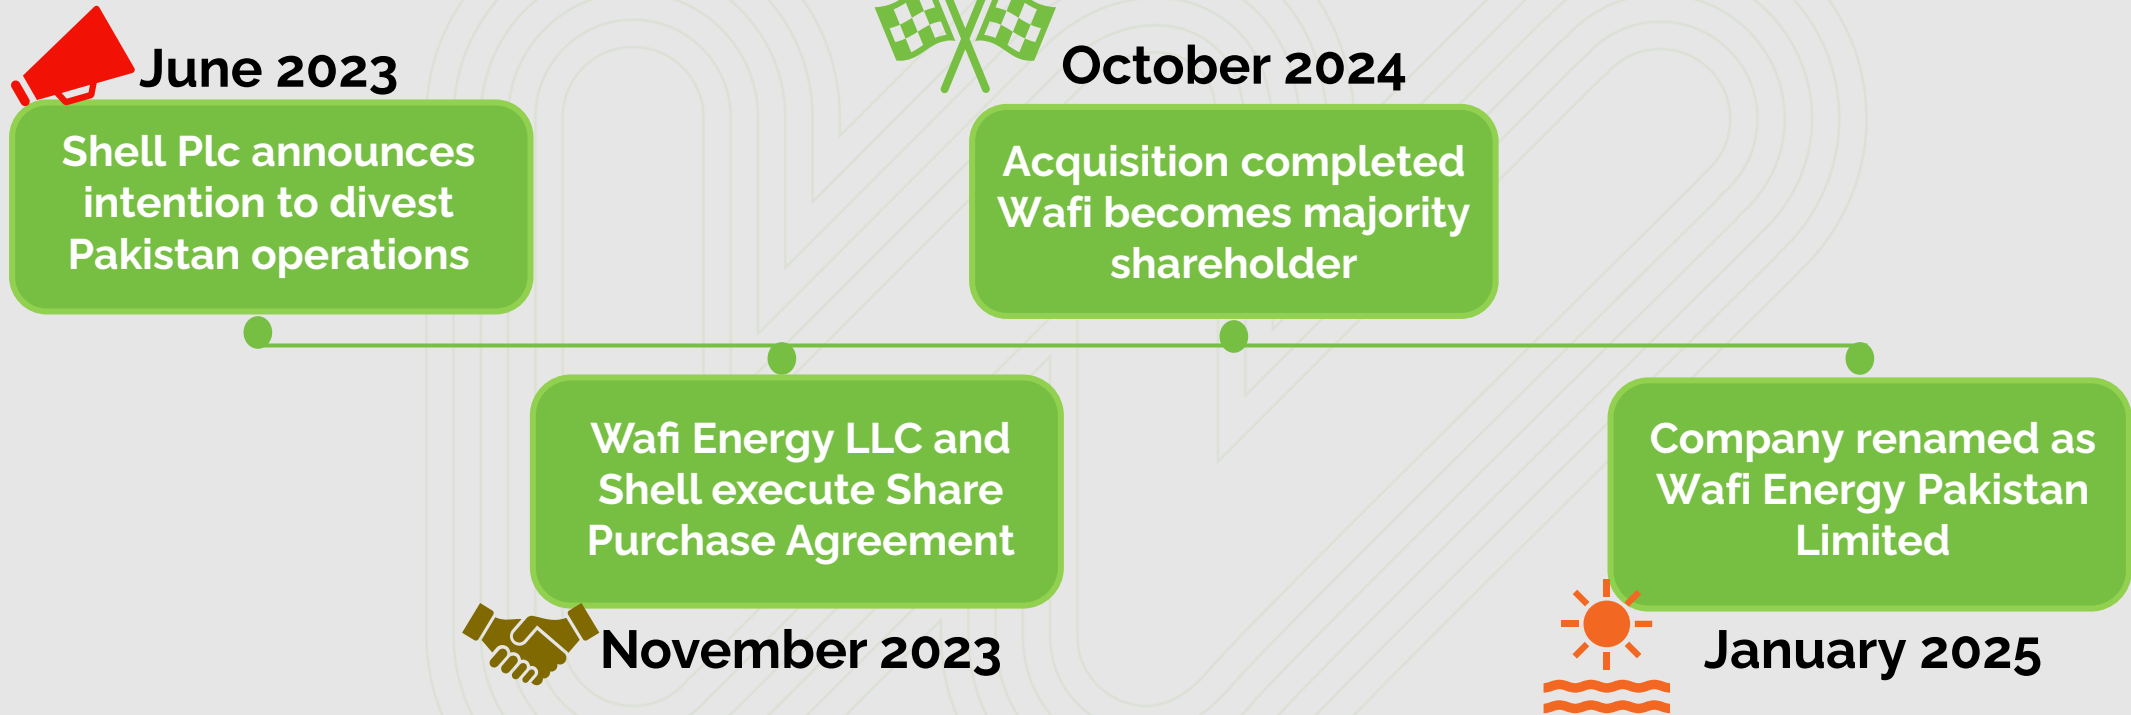 June 2023
Shell Plc announces
intention to divest
Pakistan operations
Wafi Energy LLC and
Shell execute Share
Purchase Agreement
November 2023
October 2024
Acquisition completed
Wafi becomes majority
shareholder
Company renamed as
Wafi Energy Pakistan
Limited
January 2025